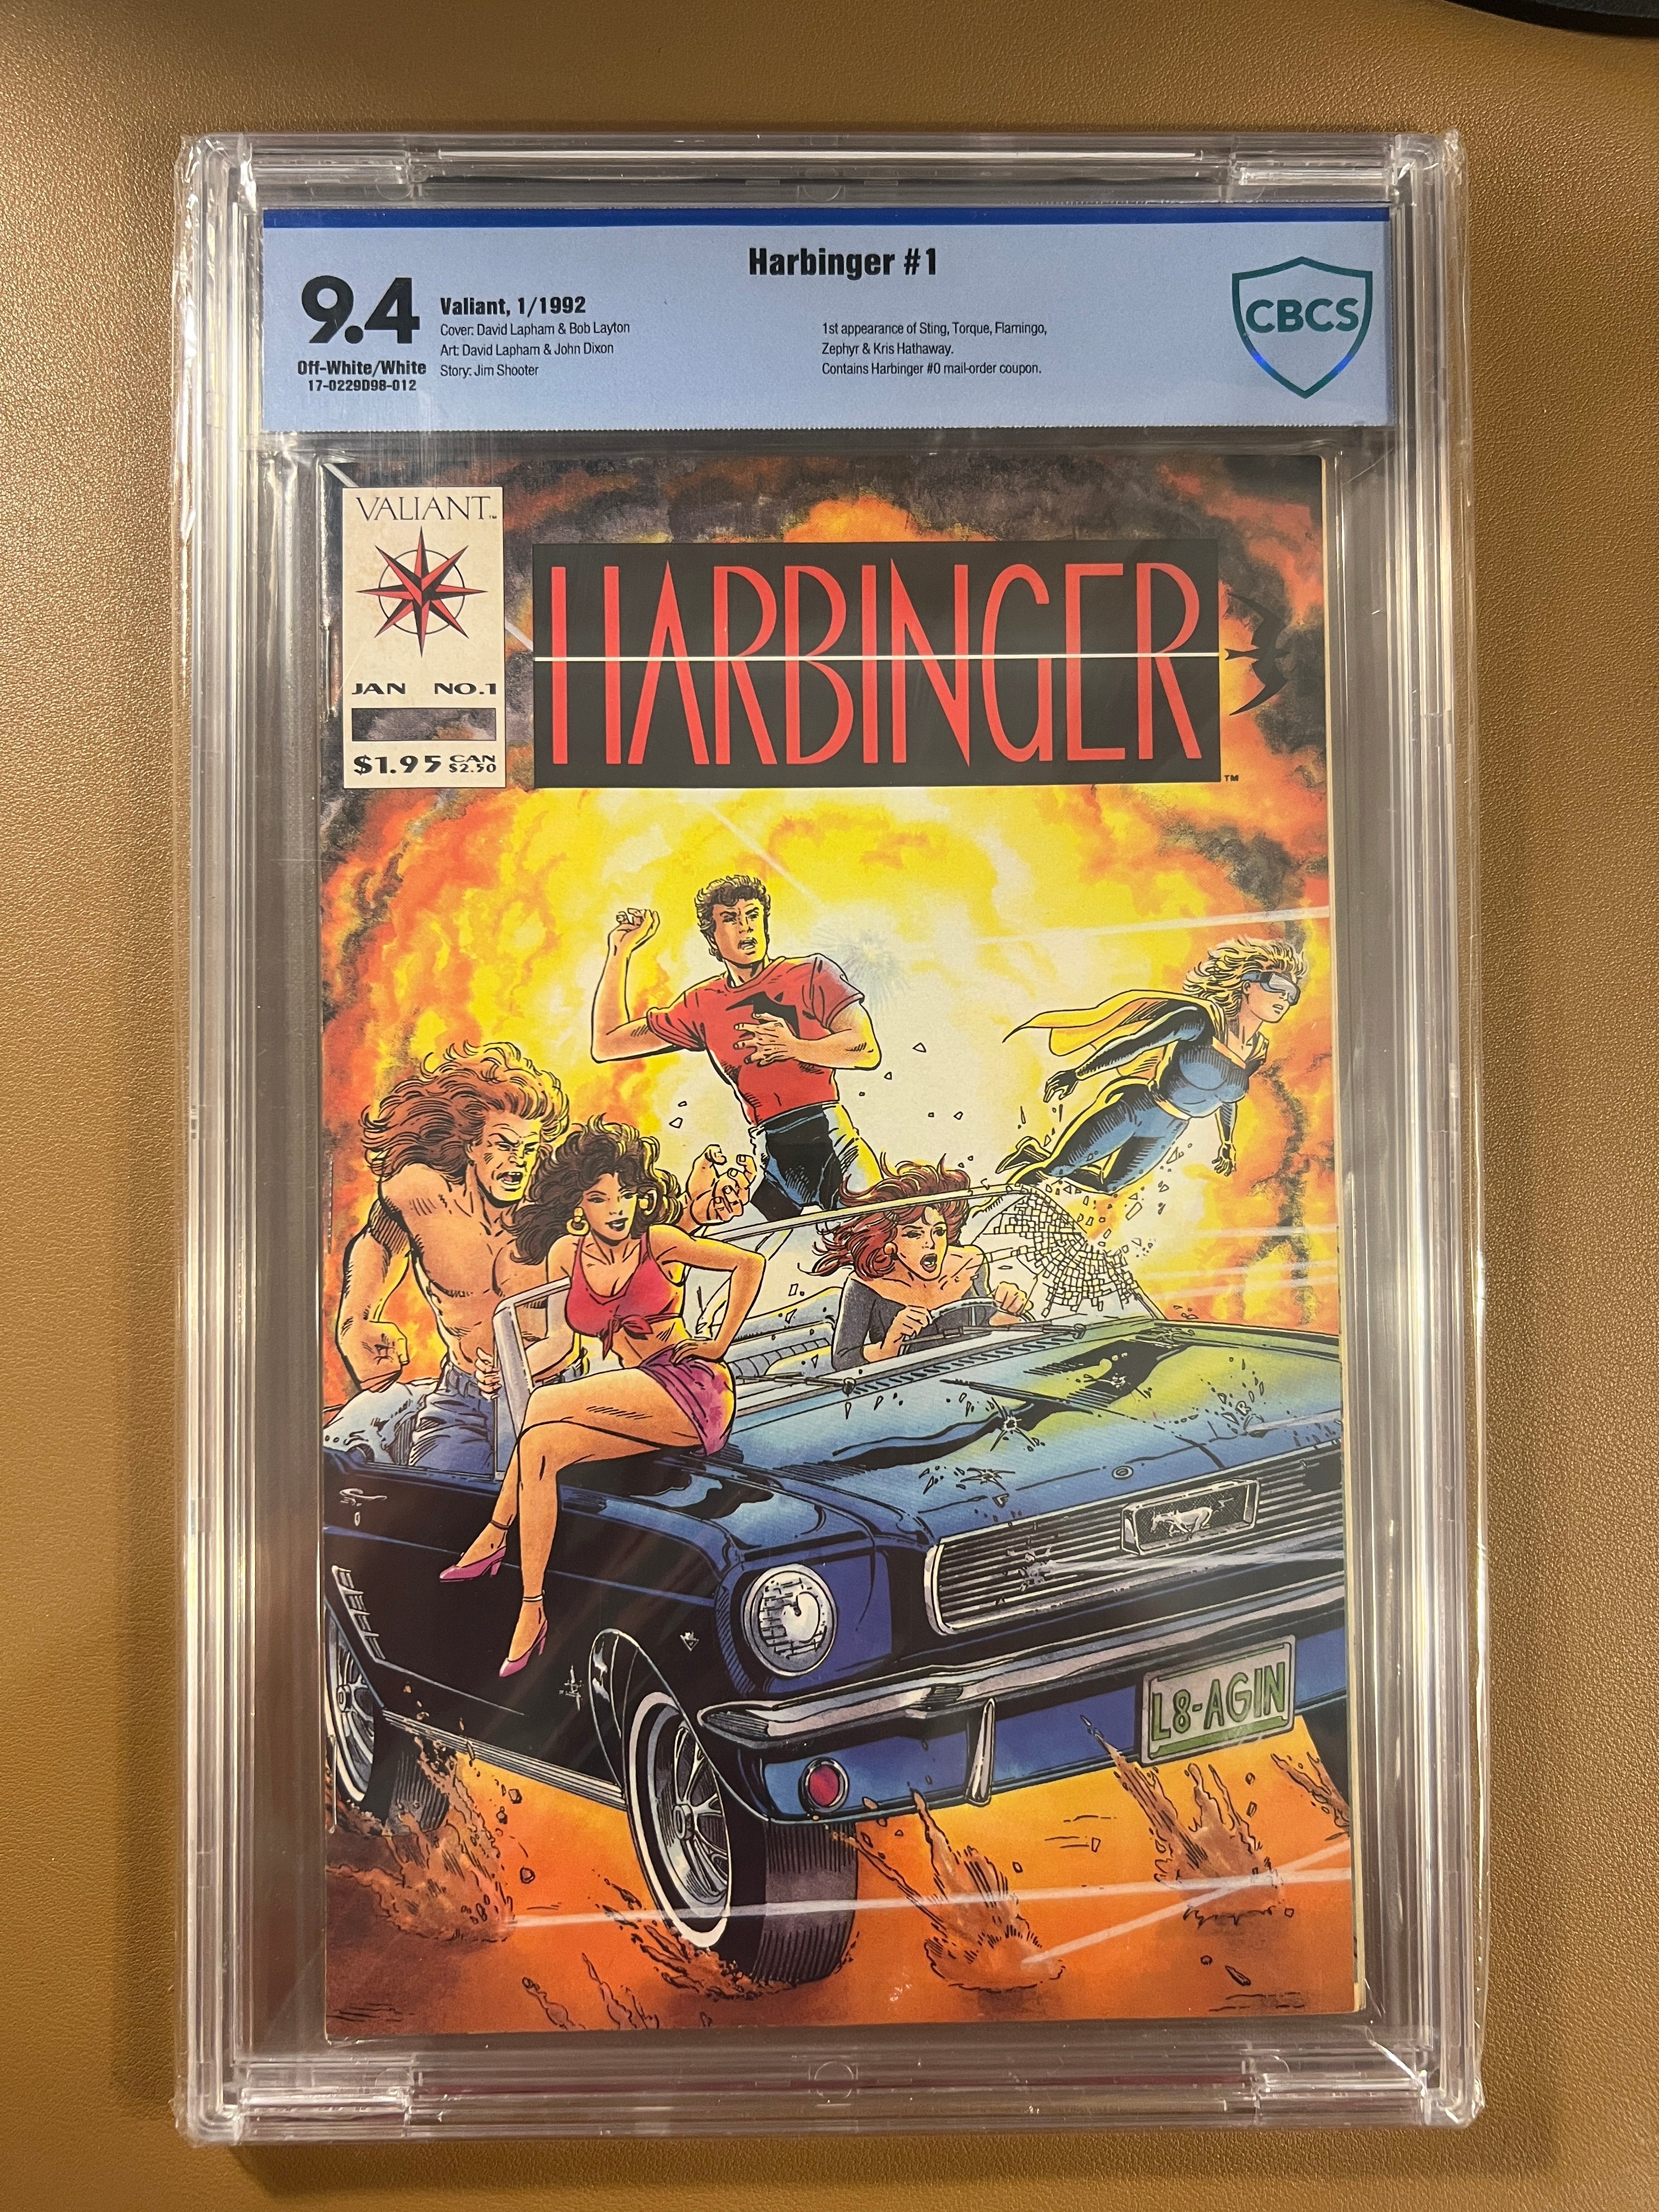 Harbinger #1
9.4
Off-White/White
17-0229D98-012
Valiant, 1/1992
Cover: David Lapham & Bob Layton
Art: David Lapham & John Dixon
Story: Jim Shooter
1st appearance of Sting, Torque, Flamingo,
Zephyr & Kris Hathaway.
Contains Harbinger #0 mail-order coupon.
CBCS
VALIANT™
JAN NO.1
$1.95 CAN $2.50
HARBINGER™
L8-AGIN